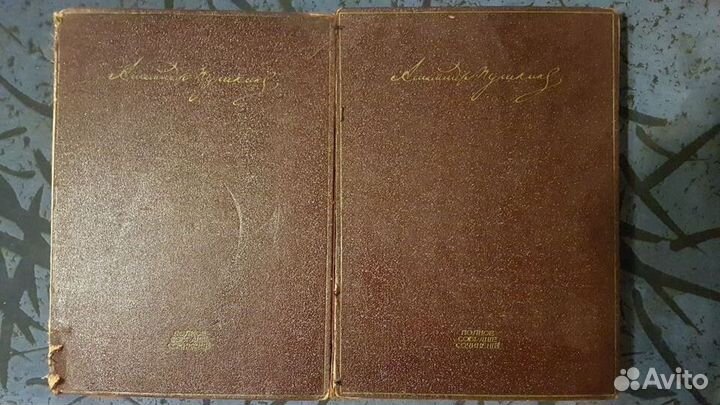 Александр Пушкин
Александр Пушкин
ПОЛНОЕ
СОБРАНИЕ
СОЧИНЕНИЙ
ПОЛНОЕ
СОБРАНИЕ
СОЧИНЕНИЙ
Avito